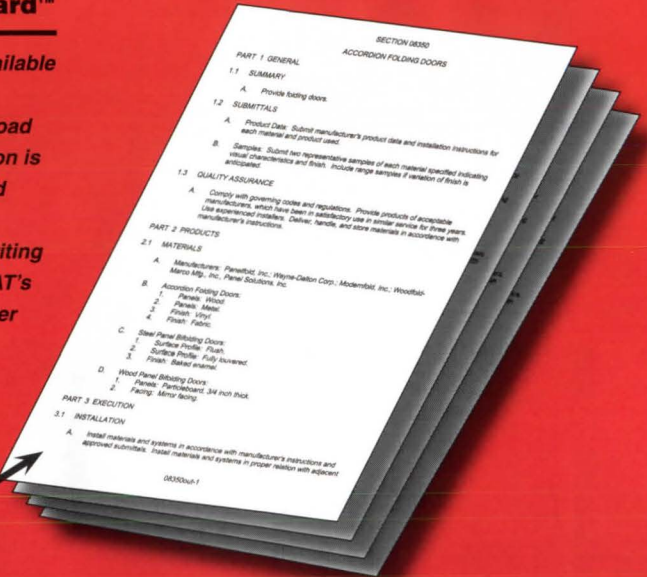 ard™
ailable
oad
on is
d
iting
AT's
er
SECTION 08350
ACCORDION FOLDING DOORS
PART 1 GENERAL
1.1 SUMMARY
A. Provide folding doors.
1.2 SUBMITTALS
A. Product Data: Submit manufacturer's product data and installation instructions for
each material and product used.
B. Samples: Submit two representative samples of each material specified indicating
visual characteristics and finish. Include range samples if variation of finish is
anticipated.
1.3 QUALITY ASSURANCE
A. Comply with governing codes and regulations. Provide products of acceptable
manufacturers, which have been in satisfactory use in similar service for three years.
Use experienced installers. Deliver, handle, and store materials in accordance with
manufacturer's instructions.
PART 2 PRODUCTS
2.1 MATERIALS
A. Manufacturers: Panelfold, Inc.; Wayne-Dalton Corp.; Modernfold, Inc.; Woodfold-
Marco Mfg., Inc., Panel Solutions, Inc.
B. Accordion Folding Doors:
1. Panels: Wood.
2. Panels: Metal.
3. Finish: Vinyl.
4. Finish: Fabric.
C. Steel Panel Bifolding Doors:
1. Surface Profile: Flush.
2. Surface Profile: Fully louvered.
3. Finish: Baked enamel.
D. Wood Panel Bifolding Doors:
1. Panels: Particleboard, 3/4 inch thick.
2. Facing: Mirror facing.
PART 3 EXECUTION
3.1 INSTALLATION
A. Install materials and systems in accordance with manufacturer's instructions and
approved submittals. Install materials and systems in proper relation with adjacent
08350out-1